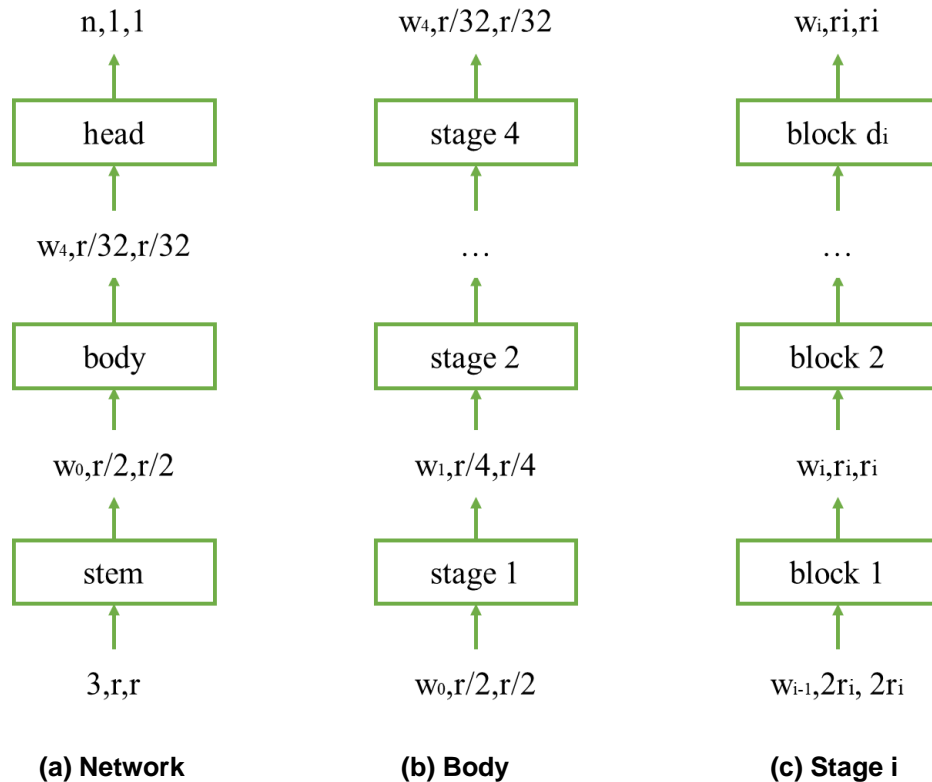 n,1,1
head
w₄,r/32,r/32
body
w₀,r/2,r/2
stem
3,r,r
(a) Network
w₄,r/32,r/32
stage 4
...
stage 2
w₁,r/4,r/4
stage 1
w₀,r/2,r/2
(b) Body
wᵢ,ri,ri
block dᵢ
...
block 2
wᵢ,rᵢ,rᵢ
block 1
wᵢ₋₁,2rᵢ, 2rᵢ
(c) Stage i